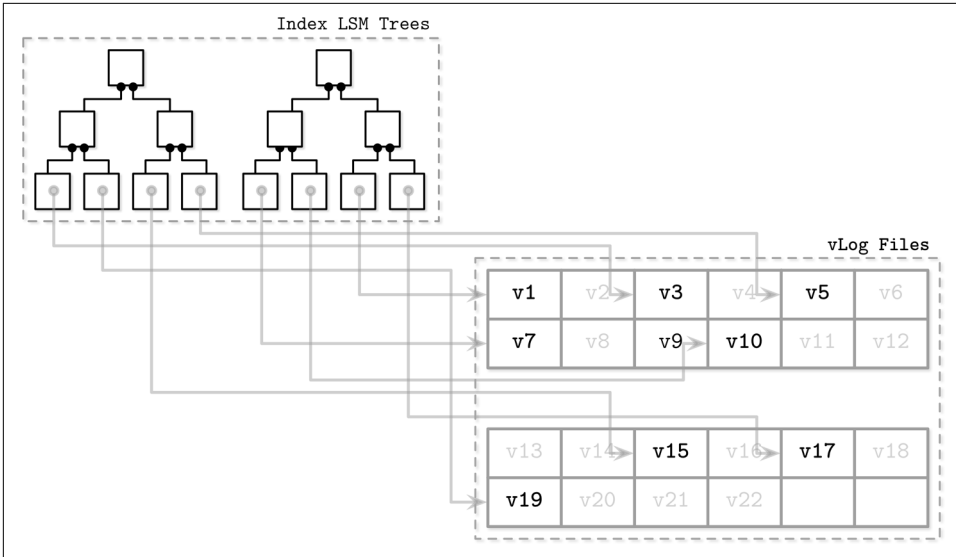 Index LSM Trees
vLog Files
v1 v2 v3 v4 v5 v6
v7 v8 v9 v10 v11 v12
v13 v14 v15 v16 v17 v18
v19 v20 v21 v22